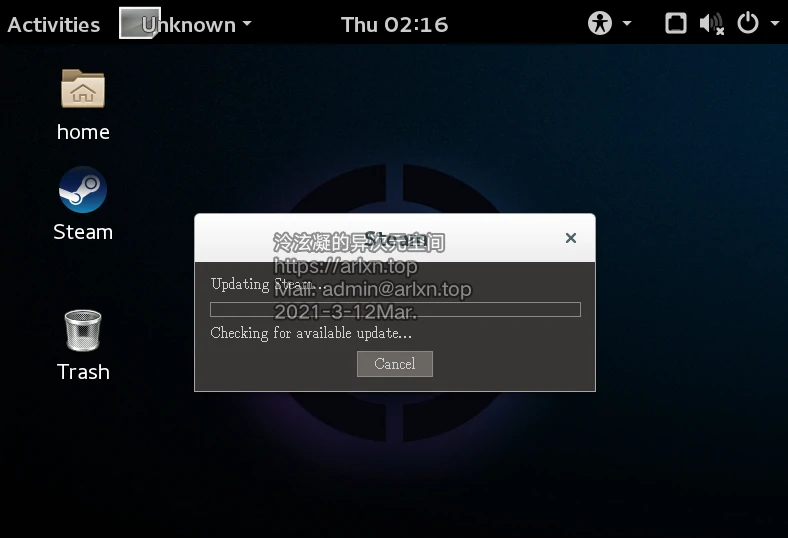 Activities
Unknown
Thu 02:16
home
Steam
Trash
Steam
Updating Steam...
Checking for available update...
Cancel
泠泫凝的异次元空间
https://arlxn.top
Mail: admin@arlxn.top
2021-3-12Mar.